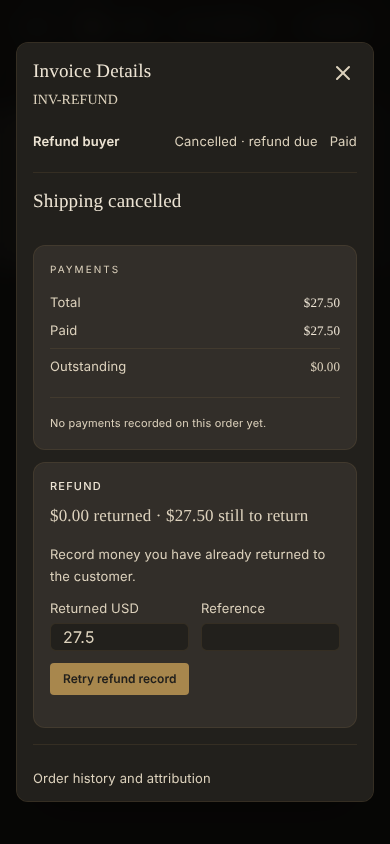 Invoice Details
INV-REFUND
Refund buyer Cancelled · refund due Paid
Shipping cancelled
PAYMENTS
Total $27.50
Paid $27.50
Outstanding $0.00
No payments recorded on this order yet.
REFUND
$0.00 returned · $27.50 still to return
Record money you have already returned to
the customer.
Returned USD Reference
27.5
Retry refund record
Order history and attribution